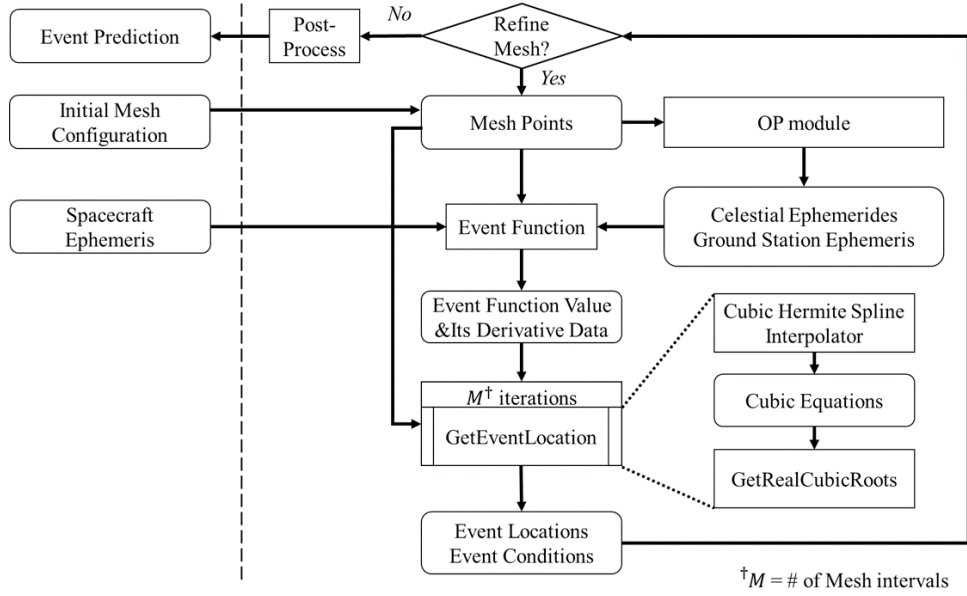 Event Prediction
Post-
Process
No
Refine
Mesh?
Yes
Initial Mesh
Configuration
Mesh Points
OP module
Spacecraft
Ephemeris
Event Function
Celestial Ephemerides
Ground Station Ephemeris
Event Function Value
&Its Derivative Data
M† iterations
GetEventLocation
Cubic Hermite Spline
Interpolator
Cubic Equations
GetRealCubicRoots
Event Locations
Event Conditions
†M = # of Mesh intervals